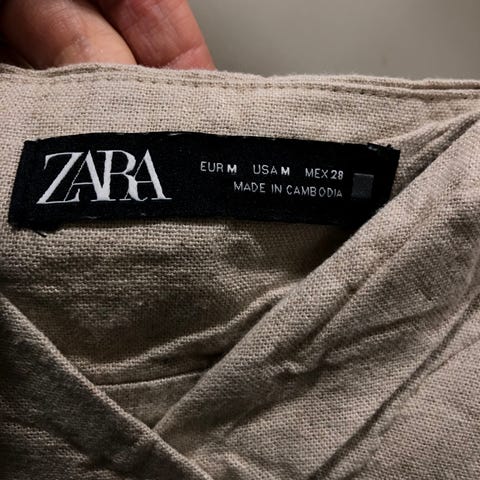 ZARA
EUR M USA M MEX 28
MADE IN CAMBODIA